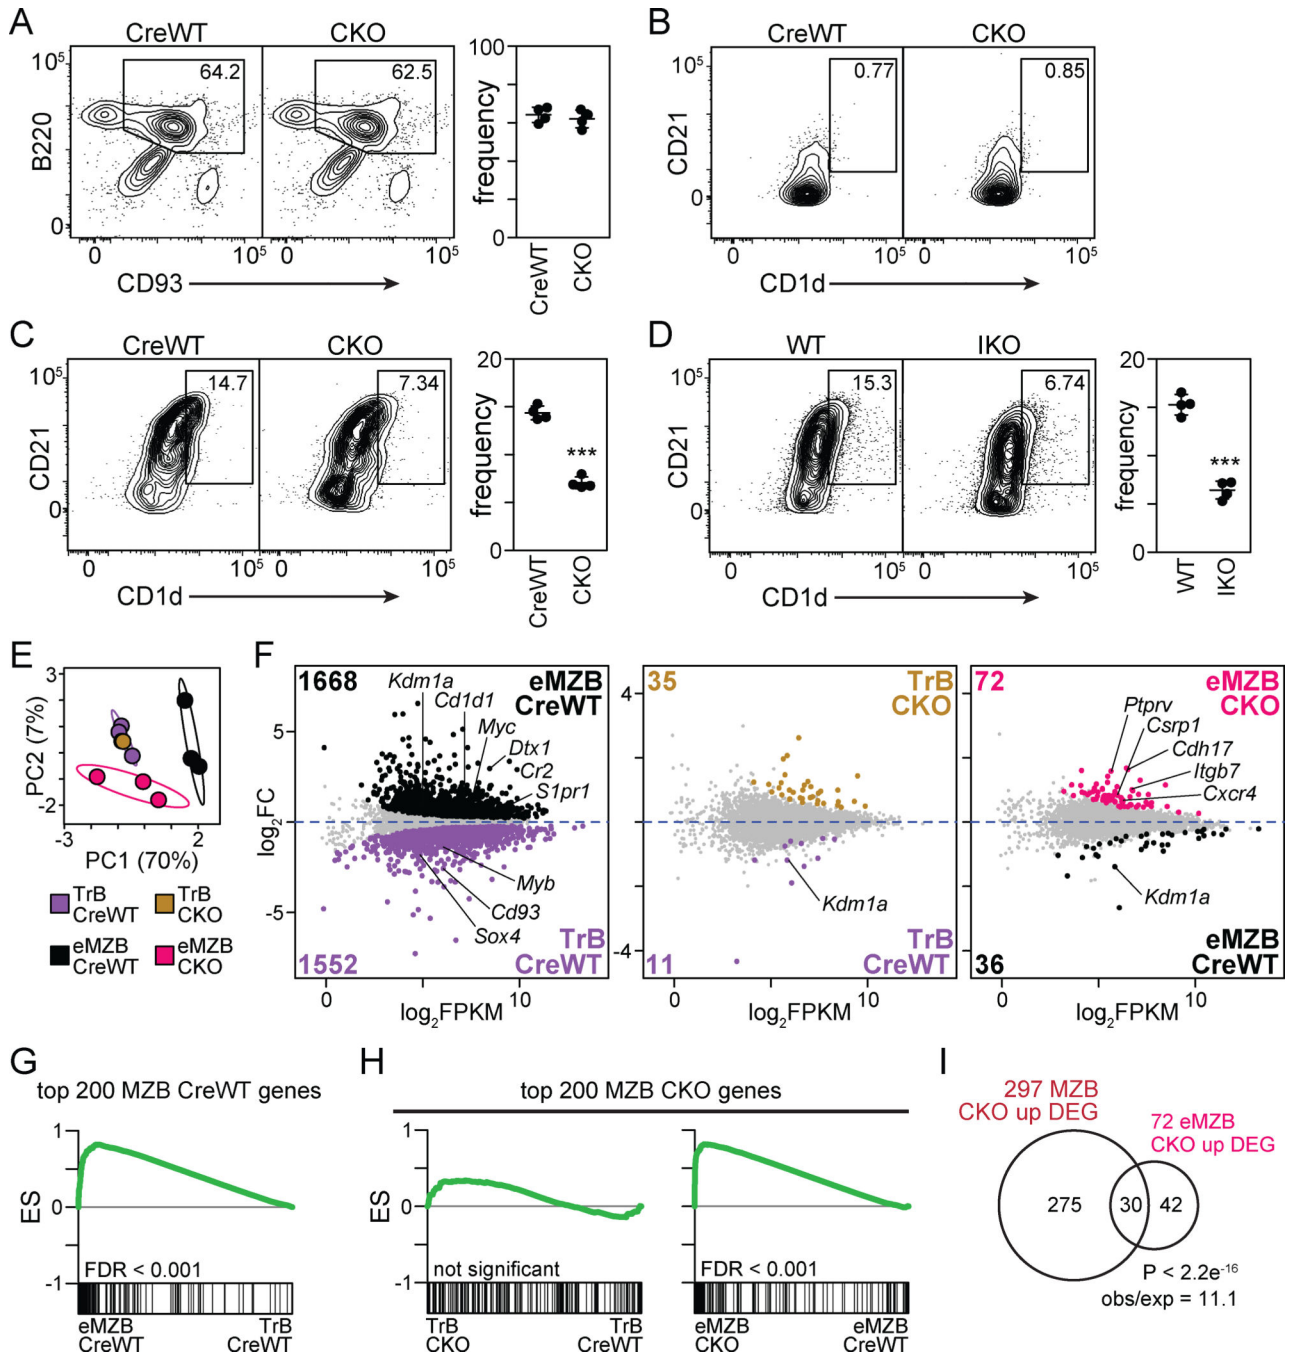 A
CreWT
CKO
64.2
62.5
10⁵
B220
0
0
0
10⁵
CD93
100
frequency
0
CreWT
CKO
B
CreWT
CKO
0.77
0.85
10⁵
CD21
0
0
0
10⁵
CD1d
C
CreWT
CKO
14.7
7.34
10⁵
CD21
0
0
10⁵
0
10⁵
CD1d
20
frequency
0
***
CreWT
CKO
D
WT
IKO
15.3
6.74
10⁵
CD21
0
0
10⁵
0
10⁵
CD1d
20
frequency
0
***
WT
IKO
E
3
PC2 (7%)
-2
-3
2
PC1 (70%)
TrB
CreWT
TrB
CKO
eMZB
CreWT
eMZB
CKO
F
1668
eMZB
CreWT
Kdm1a
Cd1d1
Myc
Dtx1
Cr2
S1pr1
5
log₂FC
-5
Myb
Cd93
Sox4
1552
TrB
CreWT
0
10
log₂FPKM
35
TrB
CKO
4
Kdm1a
-4
11
TrB
CreWT
0
10
log₂FPKM
72
eMZB
CKO
Ptprv
Csrp1
Cdh17
Itgb7
Cxcr4
Kdm1a
36
eMZB
CreWT
0
10
log₂FPKM
G
top 200 MZB CreWT genes
1
ES
0
-1
FDR < 0.001
eMZB
CreWT
TrB
CreWT
H
top 200 MZB CKO genes
1
ES
0
-1
not significant
TrB
CKO
TrB
CreWT
1
0
-1
FDR < 0.001
eMZB
CKO
eMZB
CreWT
I
297 MZB
CKO up DEG
72 eMZB
CKO up DEG
275
30
42
P < 2.2e⁻¹⁶
obs/exp = 11.1